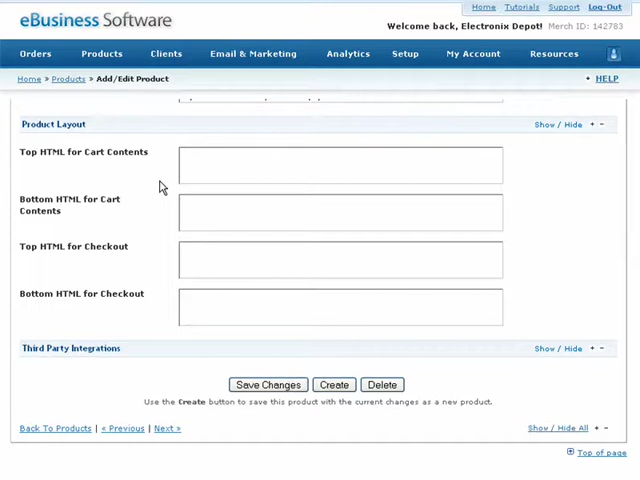 Home Tutorials Support Log-Out
eBusiness Software
Welcome back, Electronix Depot! Merch ID: 142783
Orders Products Clients Email & Marketing Analytics Setup My Account Resources
Home » Products » Add/Edit Product
HELP
Product Layout Show / Hide + −
Top HTML for Cart Contents
Bottom HTML for Cart
Contents
Top HTML for Checkout
Bottom HTML for Checkout
Third Party Integrations Show / Hide + −
Save Changes Create Delete
Use the Create button to save this product with the current changes as a new product.
Back To Products | « Previous | Next » Show / Hide All + −
Top of page